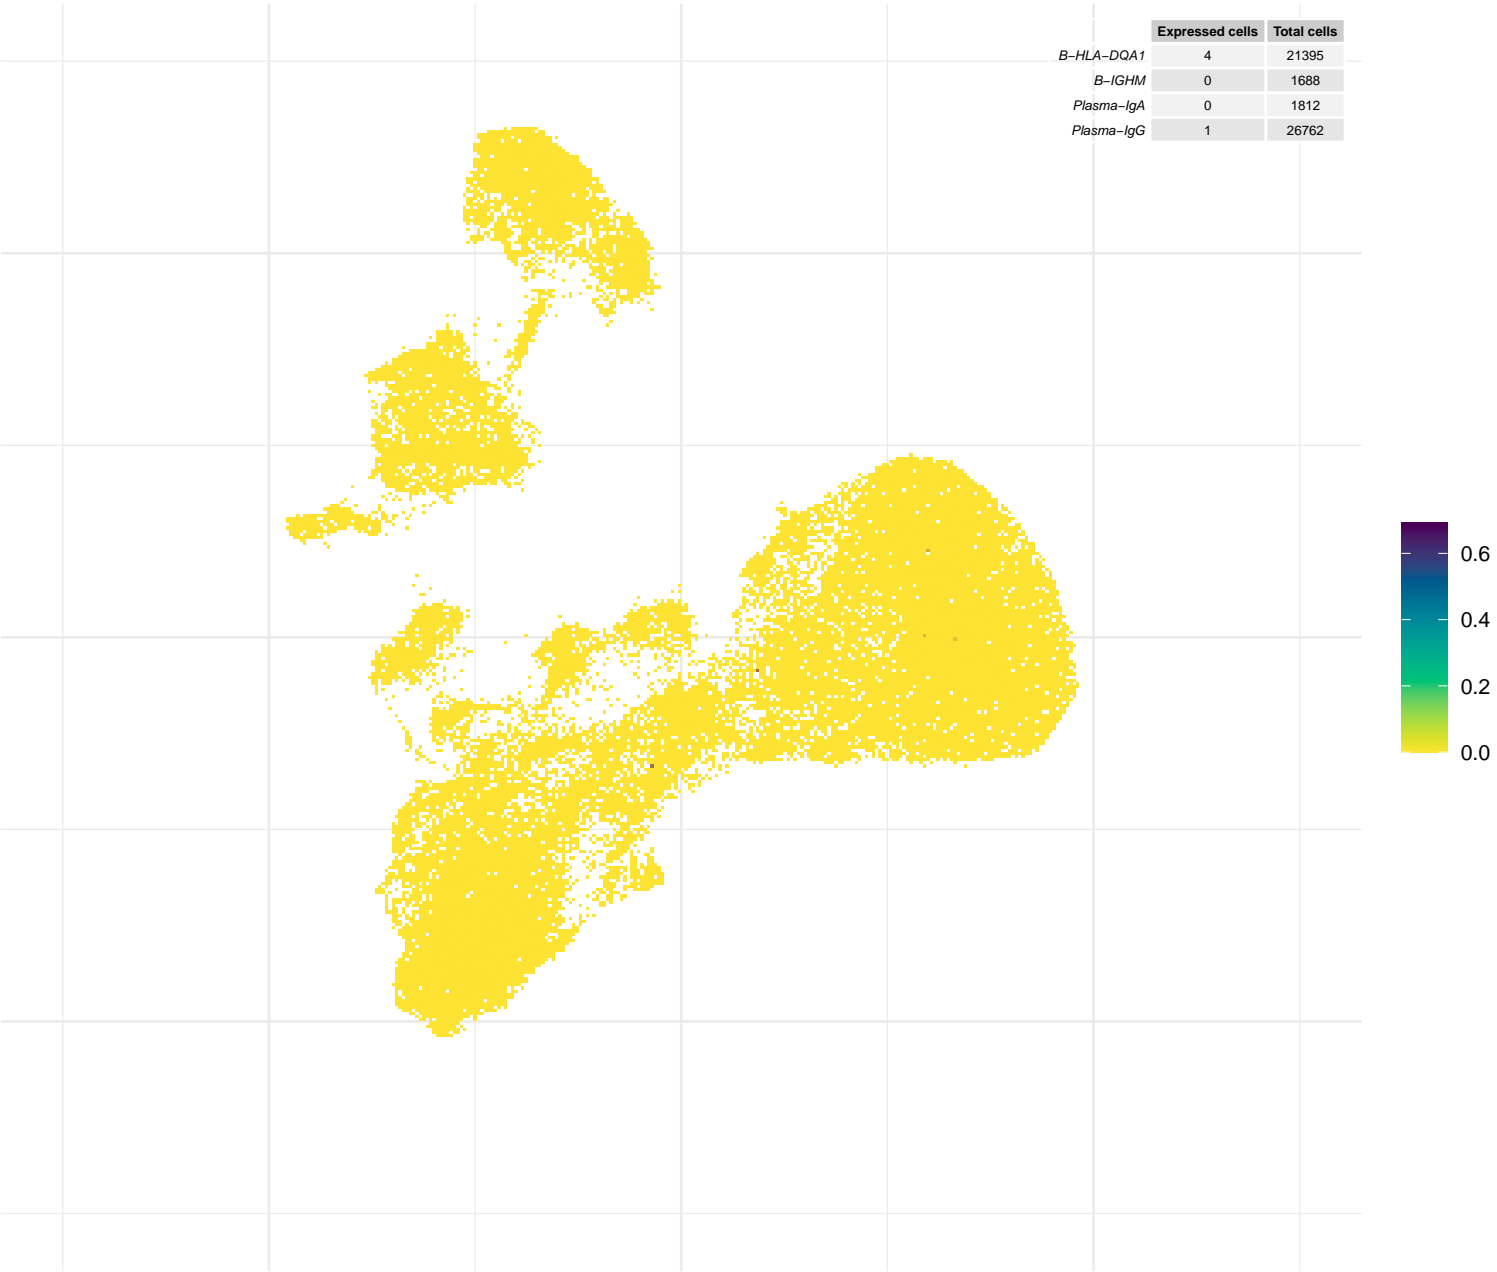 Expressed cells Total cells
B−HLA−DQA1 4 21395
B−IGHM 0 1688
Plasma−IgA 0 1812
Plasma−IgG 1 26762
0.6
0.4
0.2
0.0